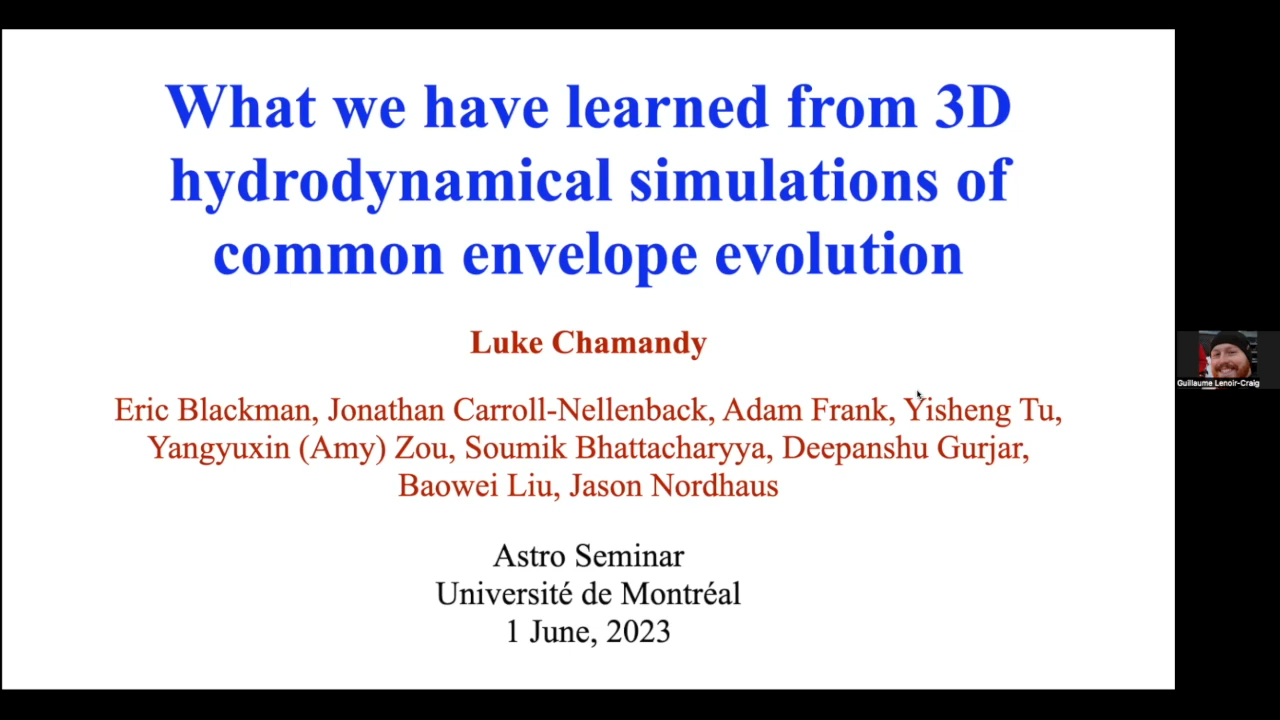 What we have learned from 3D
hydrodynamical simulations of
common envelope evolution
Luke Chamandy
Eric Blackman, Jonathan Carroll-Nellenback, Adam Frank, Yisheng Tu,
Yangyuxin (Amy) Zou, Soumik Bhattacharyya, Deepanshu Gurjar,
Baowei Liu, Jason Nordhaus
Astro Seminar
Université de Montréal
1 June, 2023
Guillaume Lenoir-Craig